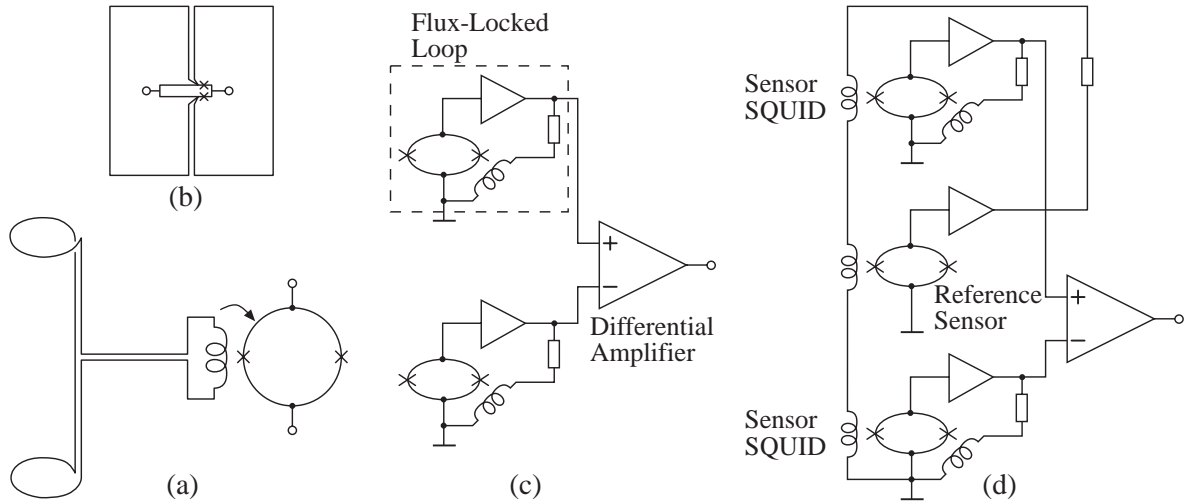 Flux-Locked
Loop
(b)
(a)
+
−
Differential
Amplifier
(c)
Sensor
SQUID
Reference
Sensor
+
−
Sensor
SQUID
(d)